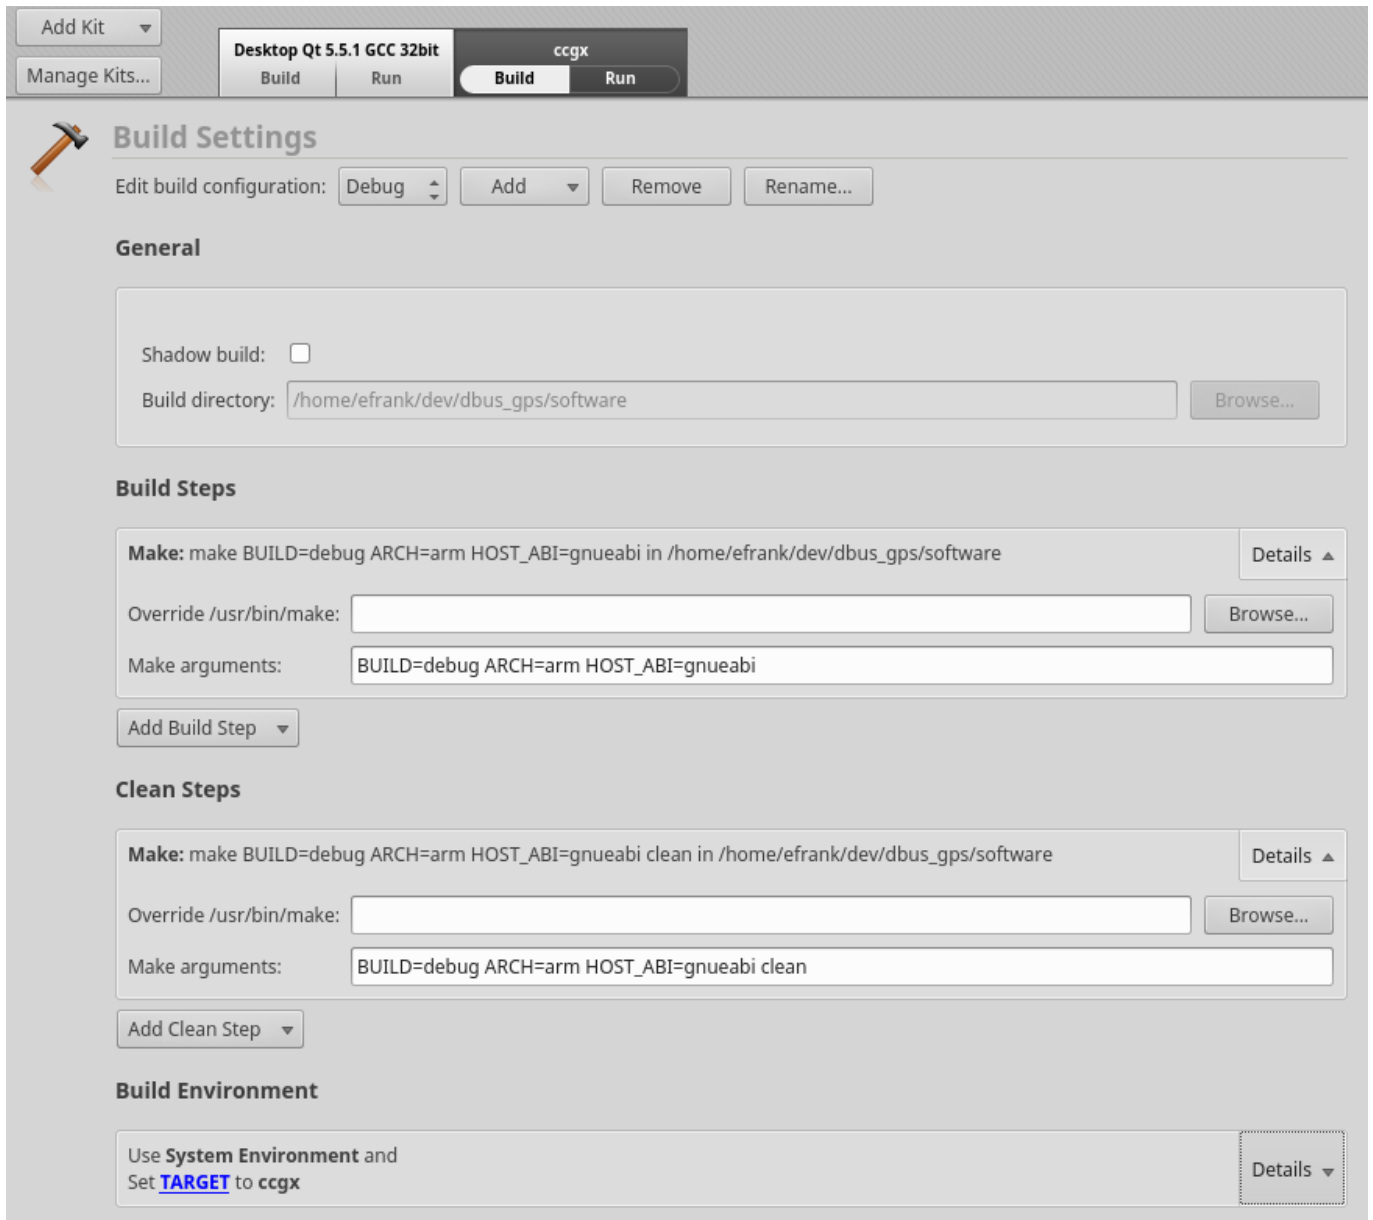 Add Kit
Manage Kits...
Desktop Qt 5.5.1 GCC 32bit
Build Run
ccgx
Build Run
Build Settings
Edit build configuration: Debug Add Remove Rename...
General
Shadow build:
Build directory: /home/efrank/dev/dbus_gps/software Browse...
Build Steps
Make: make BUILD=debug ARCH=arm HOST_ABI=gnueabi in /home/efrank/dev/dbus_gps/software Details
Override /usr/bin/make: Browse...
Make arguments: BUILD=debug ARCH=arm HOST_ABI=gnueabi
Add Build Step
Clean Steps
Make: make BUILD=debug ARCH=arm HOST_ABI=gnueabi clean in /home/efrank/dev/dbus_gps/software Details
Override /usr/bin/make: Browse...
Make arguments: BUILD=debug ARCH=arm HOST_ABI=gnueabi clean
Add Clean Step
Build Environment
Use System Environment and
Set TARGET to ccgx
Details